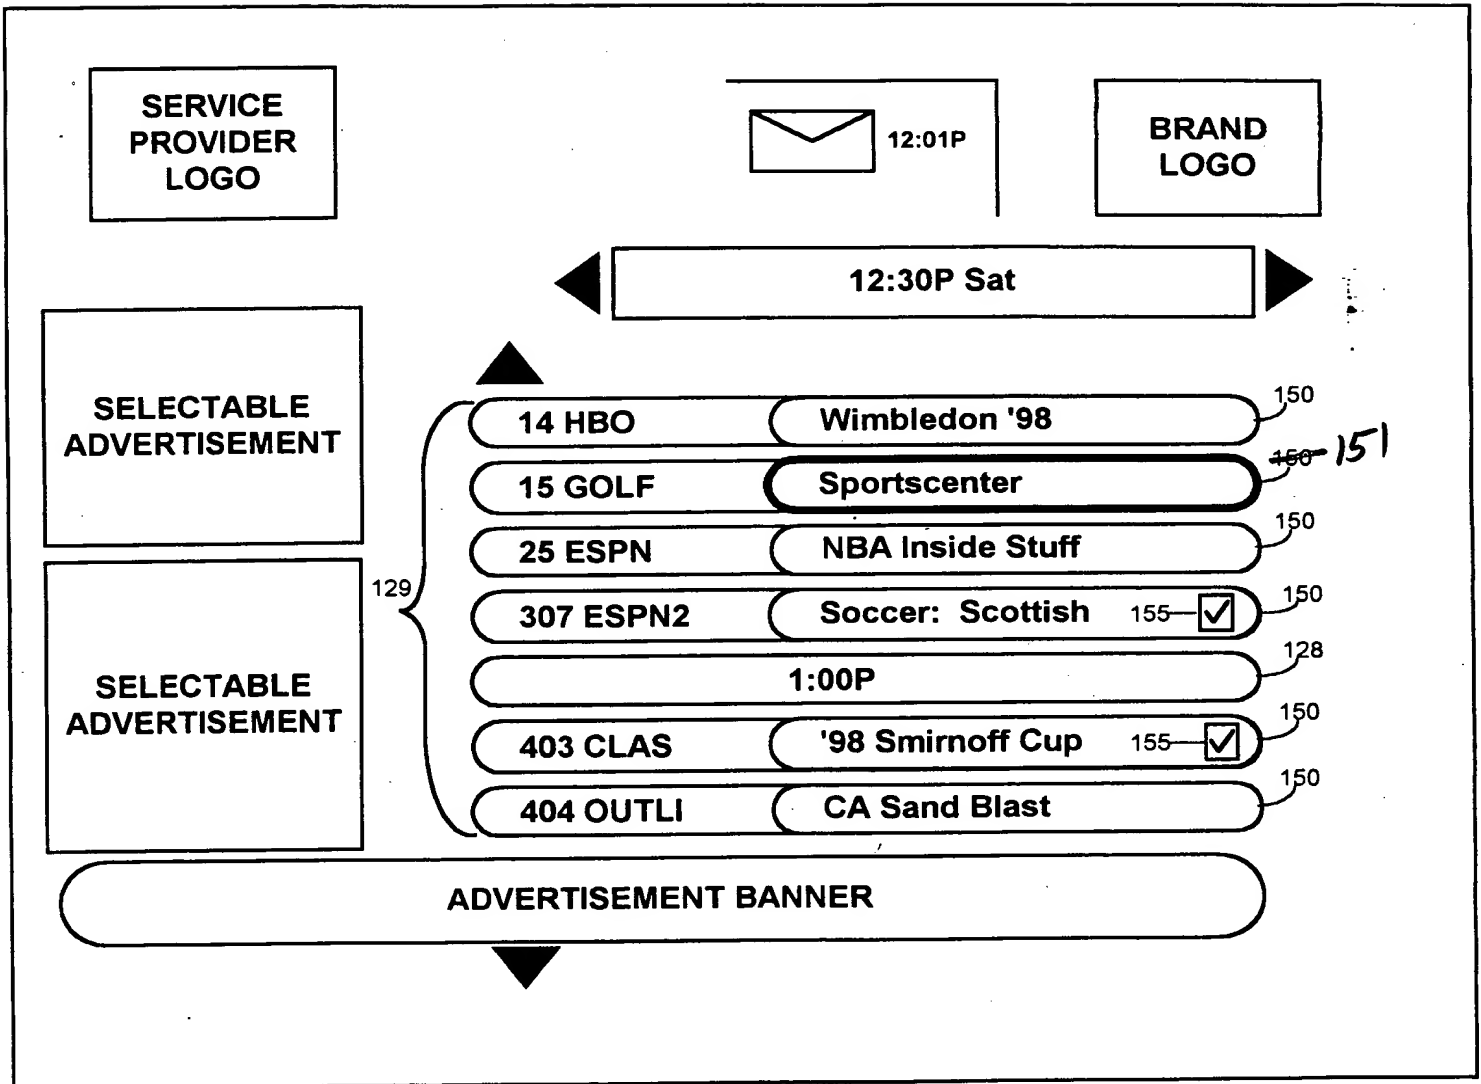 SERVICE
PROVIDER
LOGO
12:01P
BRAND
LOGO
12:30P Sat
SELECTABLE
ADVERTISEMENT
14 HBO Wimbledon '98 150
15 GOLF Sportscenter 150 151
25 ESPN NBA Inside Stuff 150
129
307 ESPN2 Soccer: Scottish 155 150
1:00P 128
SELECTABLE
ADVERTISEMENT
403 CLAS '98 Smirnoff Cup 155 150
404 OUTLI CA Sand Blast 150
ADVERTISEMENT BANNER